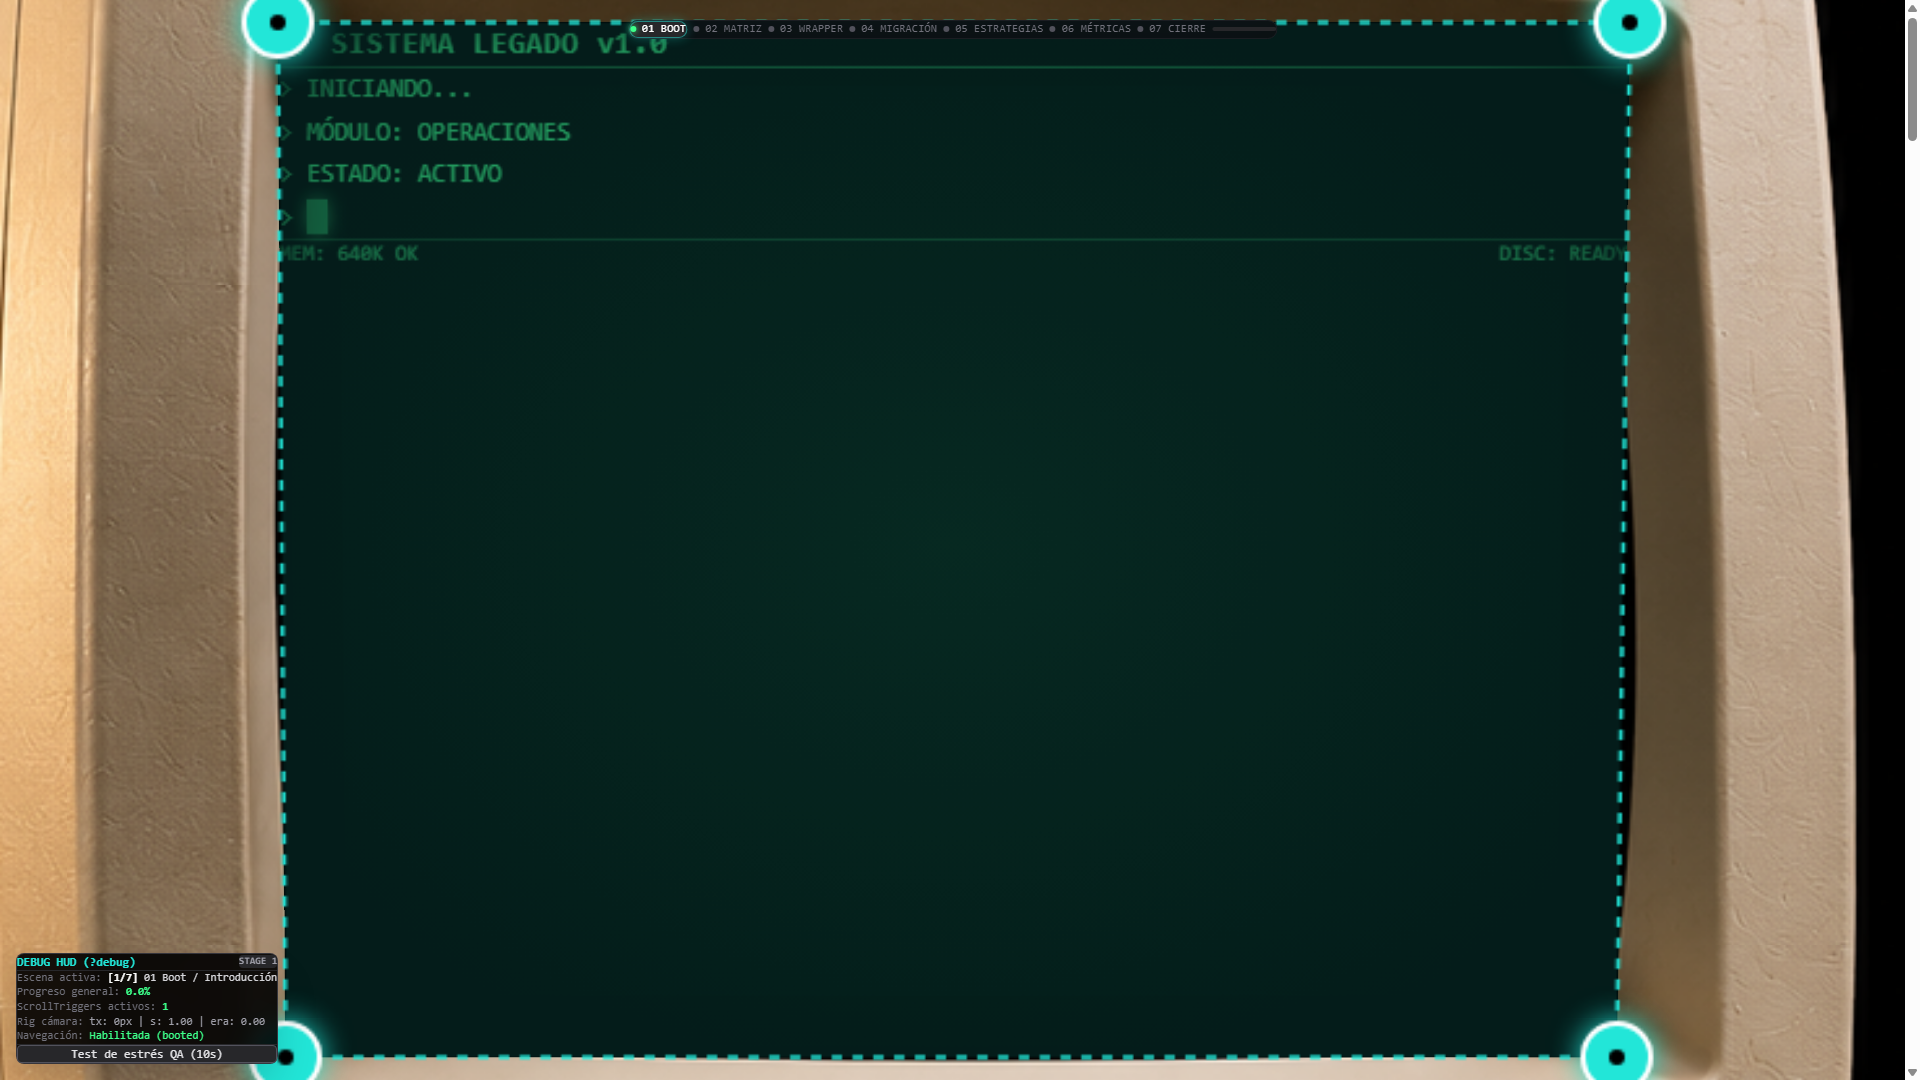 01 BOOT 02 MATRIZ 03 WRAPPER 04 MIGRACIÓN 05 ESTRATEGIAS 06 MÉTRICAS 07 CIERRE
SISTEMA LEGADO v1.0
> INICIANDO...
> MÓDULO: OPERACIONES
> ESTADO: ACTIVO
>
MEM: 640K OK DISC: READY
DEBUG HUD (?debug) STAGE 1
Escena activa: [1/7] 01 Boot / Introducción
Progreso general: 0.0%
ScrollTriggers activos: 1
Rig cámara: tx: 0px | s: 1.00 | era: 0.00
Navegación: Habilitada (booted)
Test de estrés QA (10s)